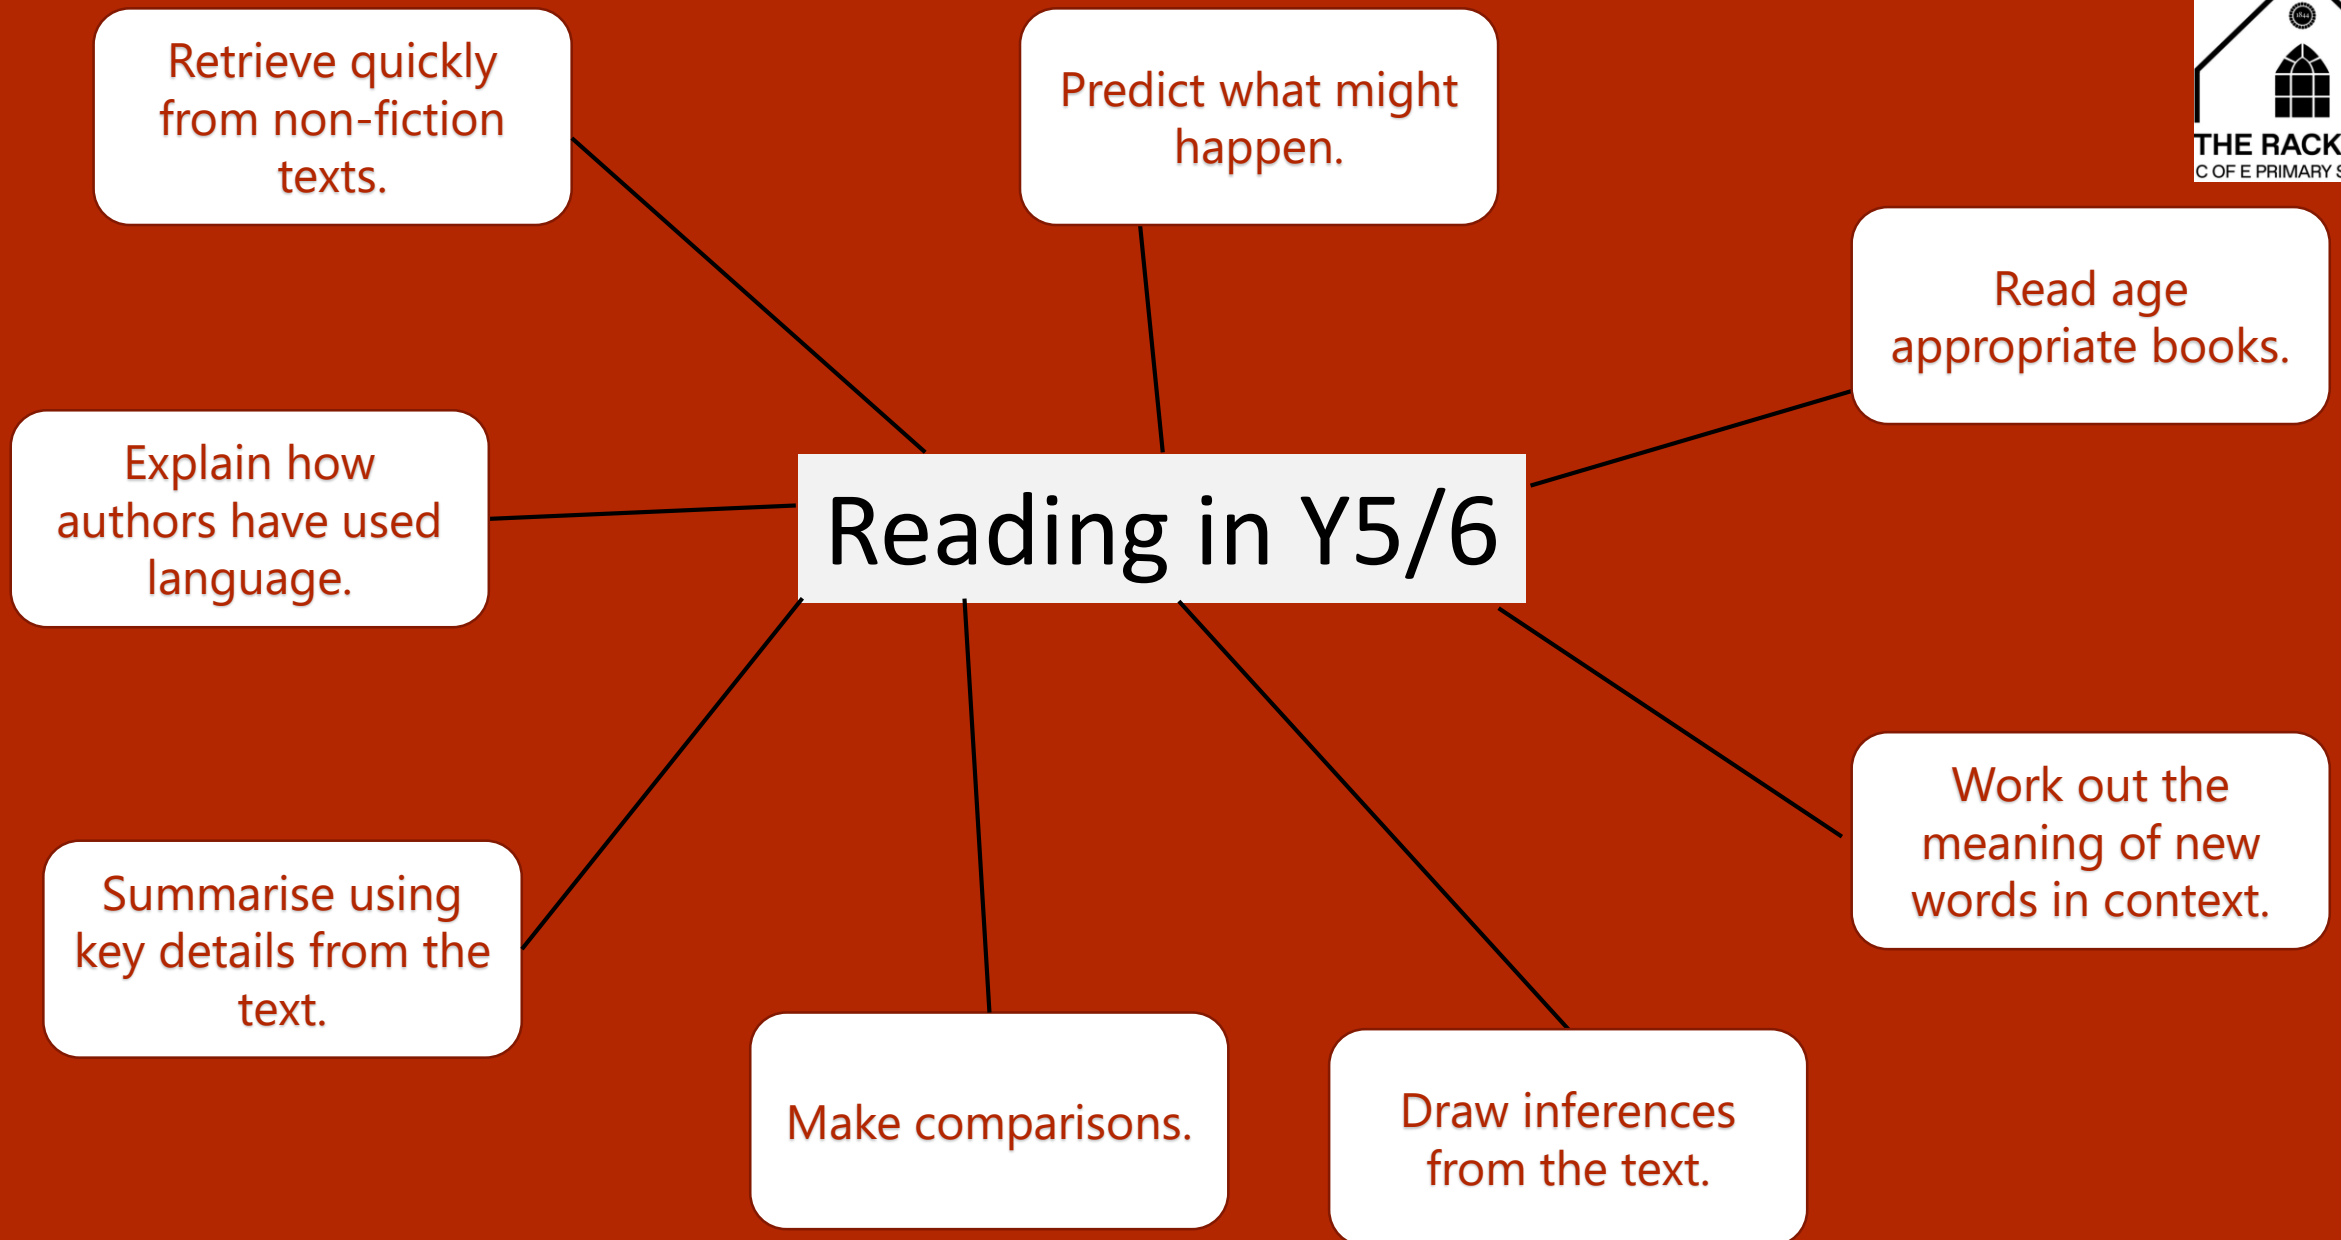 Retrieve quickly
from non-fiction
texts.
Predict what might
happen.
1844
THE RACK
C OF E PRIMARY S
Read age
appropriate books.
Explain how
authors have used
language.
Reading in Y5/6
Work out the
meaning of new
words in context.
Summarise using
key details from the
text.
Make comparisons.
Draw inferences
from the text.